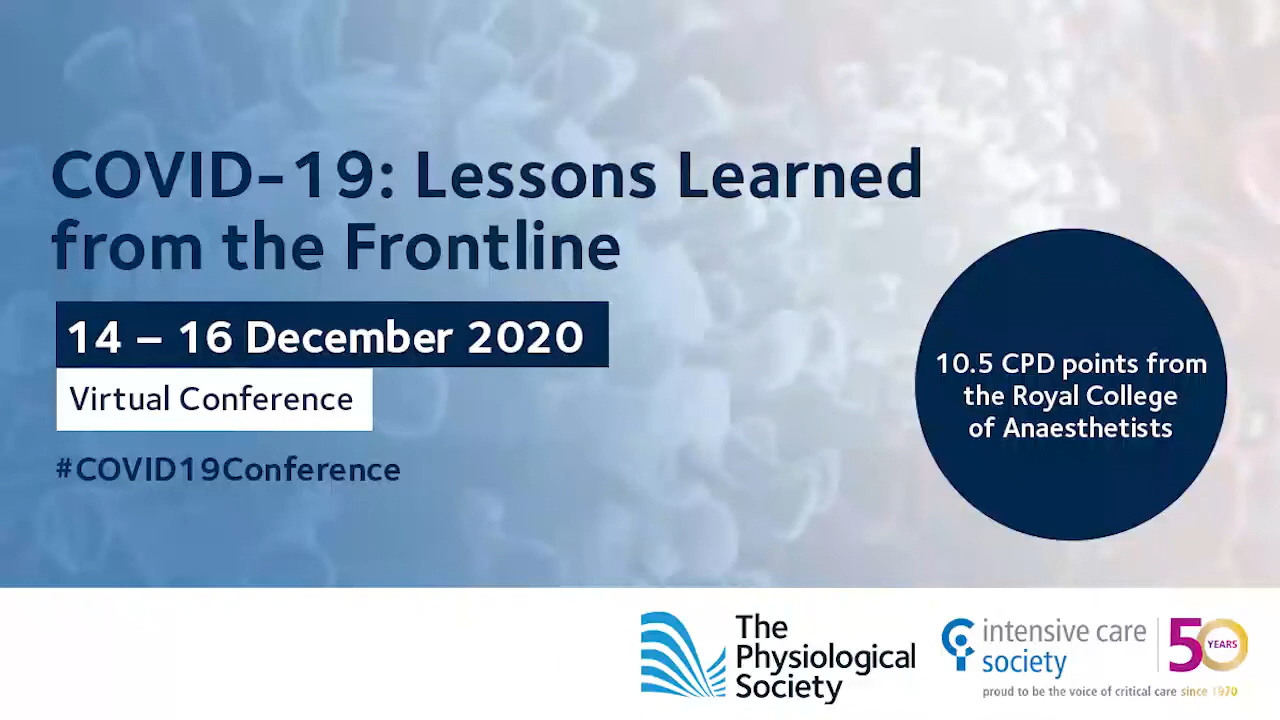 COVID-19: Lessons Learned
from the Frontline
14 – 16 December 2020
Virtual Conference
#COVID19Conference
10.5 CPD points from
the Royal College
of Anaesthetists
The
Physiological
Society
intensive care
society
50
YEARS
proud to be the voice of critical care since 1970